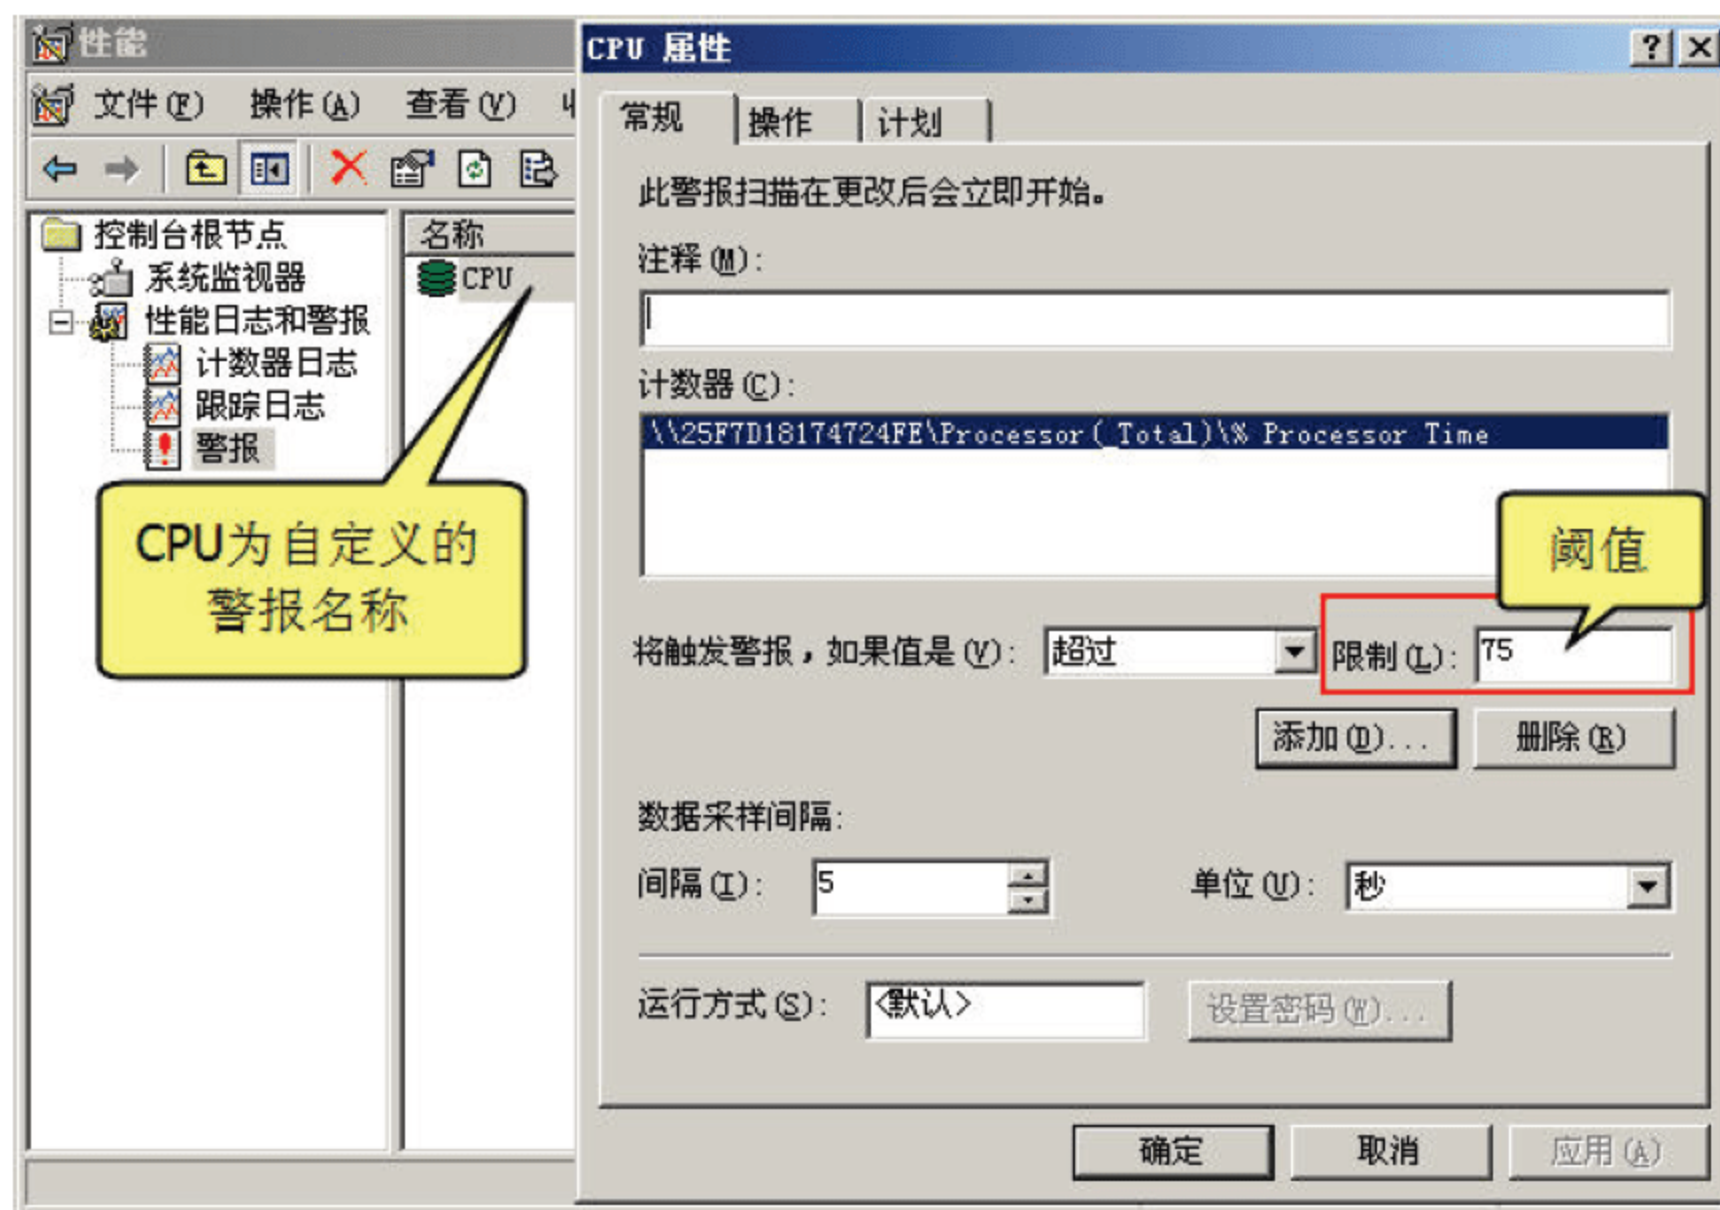 性能
文件(F) 操作(A) 查看(V)
控制台根节点
系统监视器
性能日志和警报
计数器日志
跟踪日志
警报
名称
CPU
CPU为自定义的
警报名称
CPU 属性
常规 操作 计划
此警报扫描在更改后会立即开始。
注释(M):
计数器(C):
\\25F7D18174724FE\Processor(_Total)\% Processor Time
阈值
将触发警报，如果值是(V): 超过 限制(L): 75
添加(D)... 删除(R)
数据采样间隔:
间隔(I): 5 单位(U): 秒
运行方式(S): <默认> 设置密码(W)...
确定 取消 应用(A)